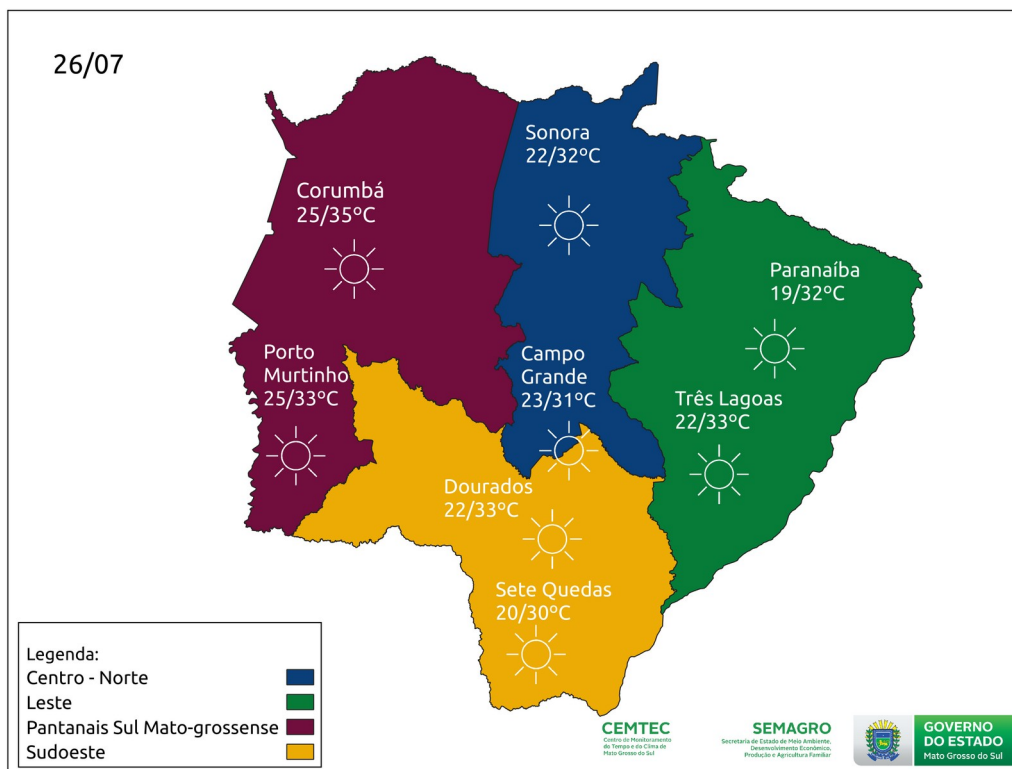 26/07
Sonora
22/32ºC
Corumbá
25/35ºC
Paranaíba
19/32ºC
Porto
Murtinho
25/33ºC
Campo
Grande
23/31ºC
Três Lagoas
22/33ºC
Dourados
22/33ºC
Sete Quedas
20/30ºC
Legenda:
Centro - Norte
Leste
Pantanais Sul Mato-grossense
Sudoeste
CEMTEC
Centro de Monitoramento
de Tempo e do Clima de
Mato Grosso do Sul
SEMAGRO
Secretaria de Estado de Meio Ambiente,
Desenvolvimento Econômico,
Produção e Agricultura Familiar
GOVERNO
DO ESTADO
Mato Grosso do Sul